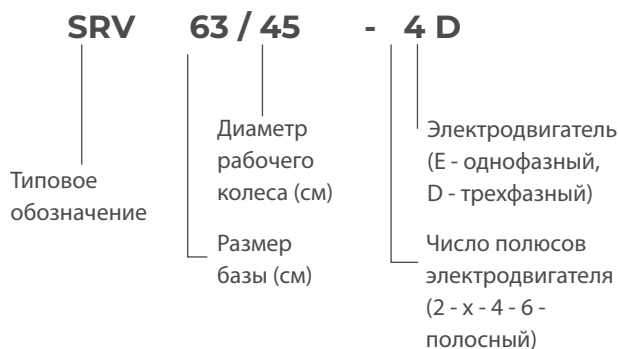 SRV 63 / 45 - 4 D
Диаметр
рабочего
колеса (см)
Электродвигатель
(E - однофазный,
D - трехфазный)
Типовое
обозначение
Размер
базы (см)
Число полюсов
электродвигателя
(2 - х - 4 - 6 -
полосный)